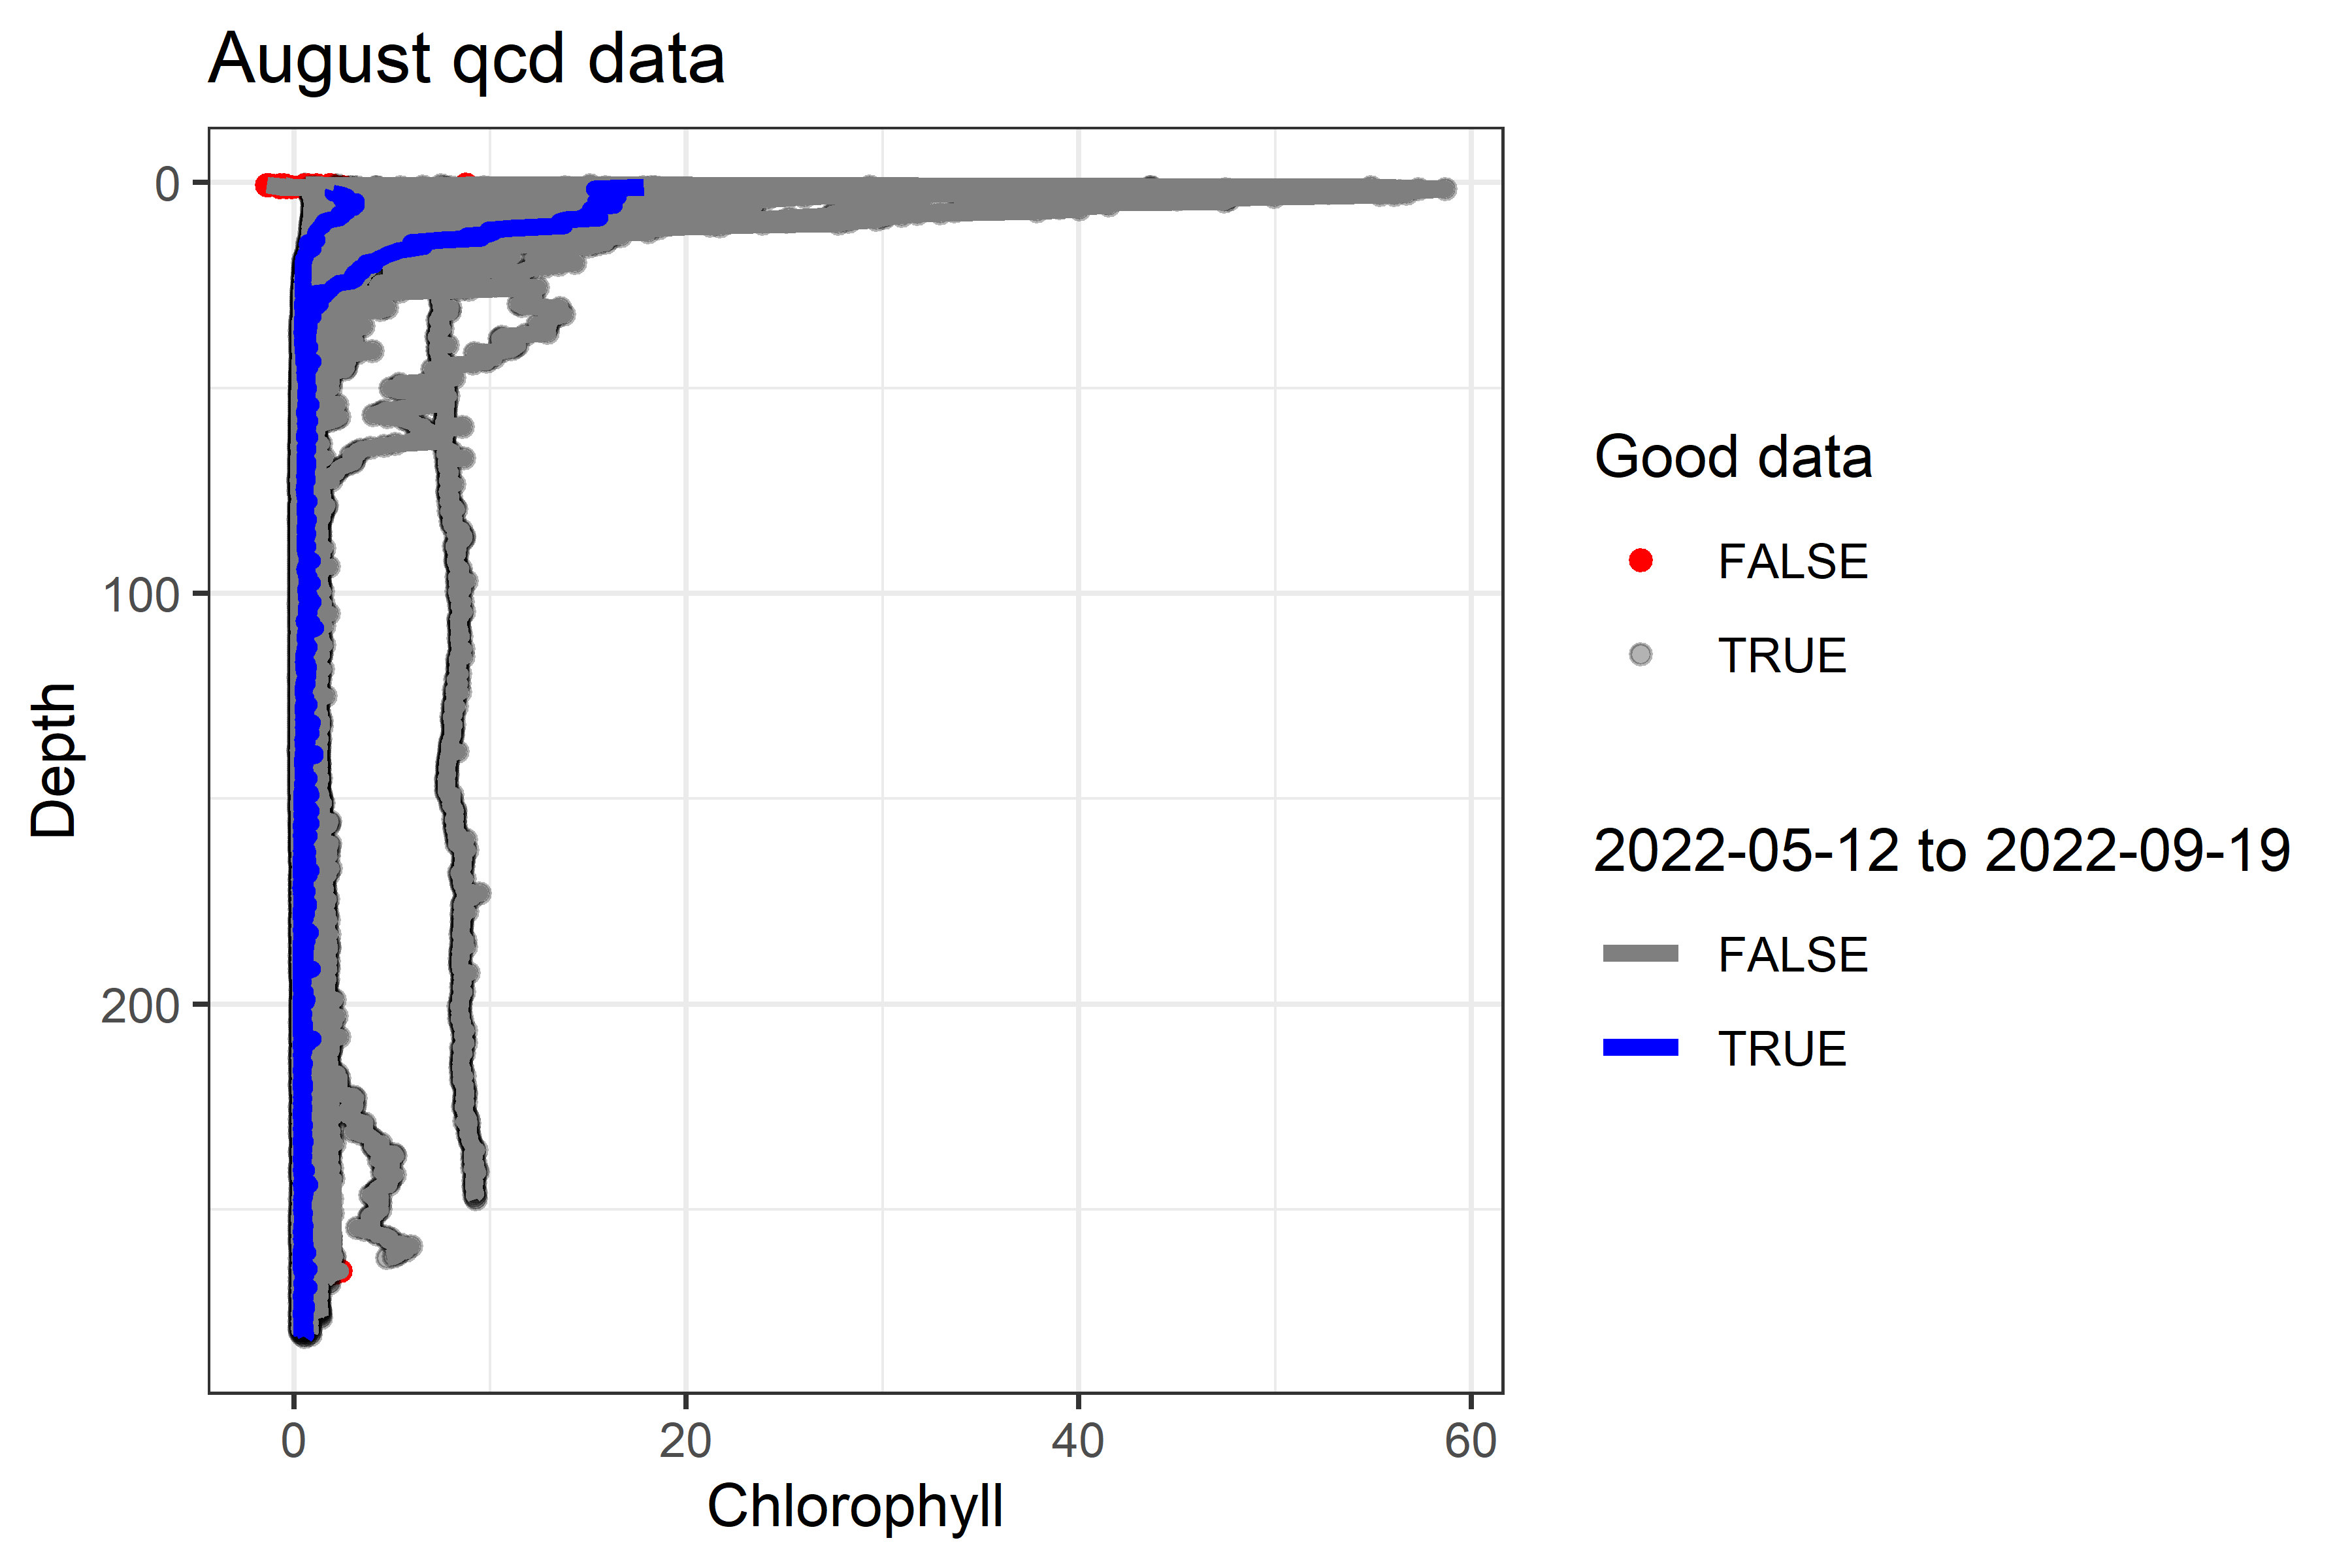 August qcd data
0
100
200
Depth
0 20 40 60
Chlorophyll
Good data
FALSE
TRUE
2022-05-12 to 2022-09-19
FALSE
TRUE